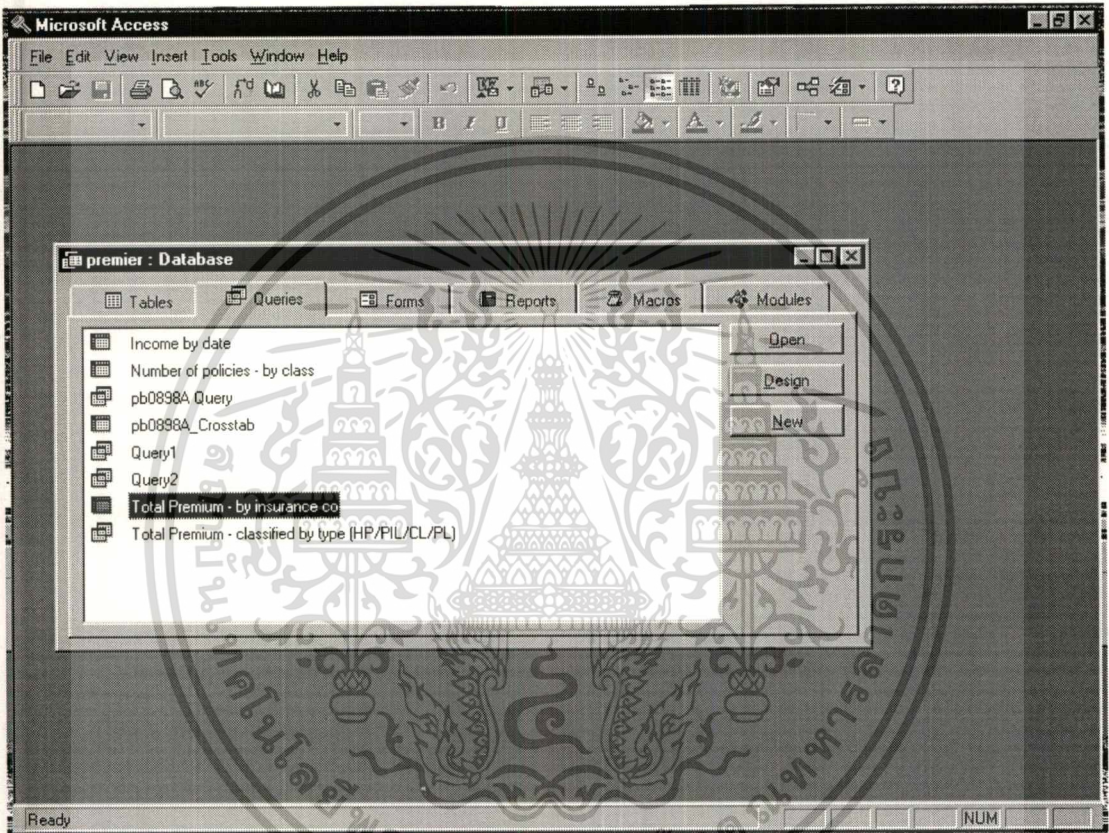 Microsoft Access
File Edit View Insert Tools Window Help
B I U
premier : Database
Tables Queries Forms Reports Macros Modules
Income by date
Number of policies - by class
pb0898A Query
pb0898A_Crosstab
Query1
Query2
Total Premium - by insurance co
Total Premium - classified by type (HP/PIL/CL/PL)
Open
Design
New
Ready NUM